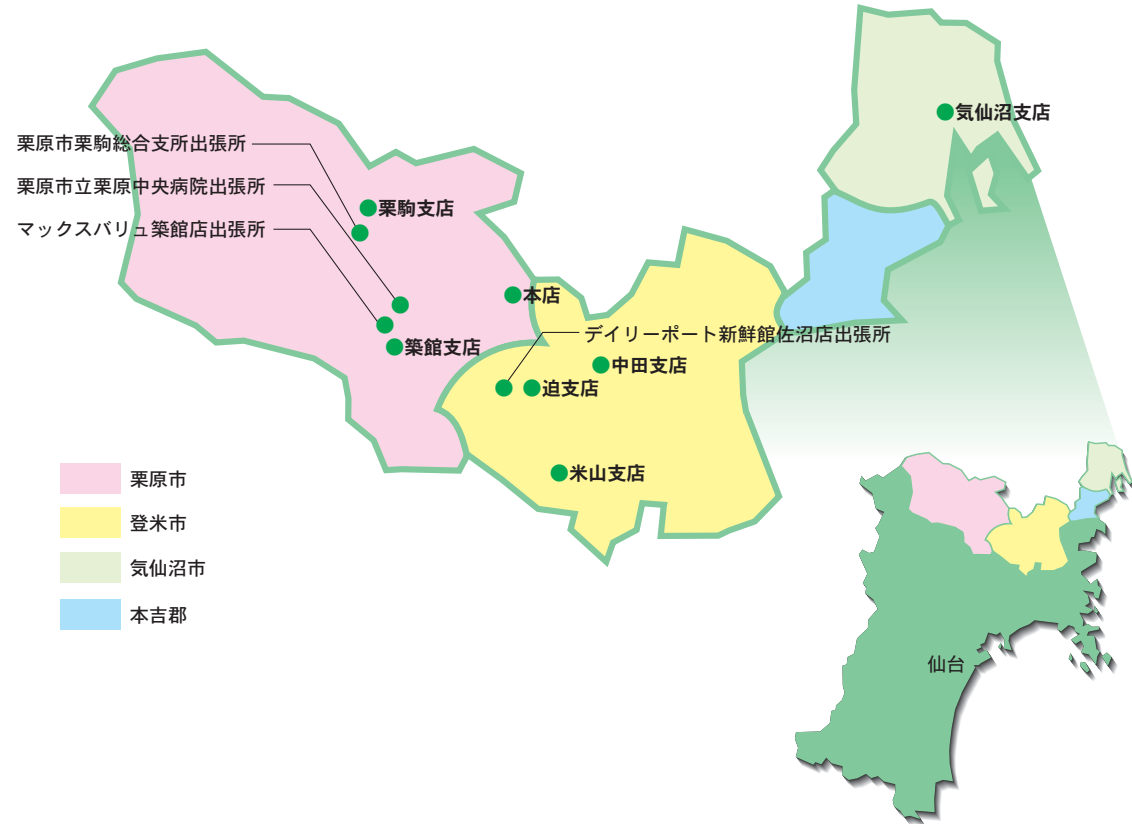 気仙沼支店
栗原市栗駒総合支所出張所
栗原市立栗原中央病院出張所
マックスバリュ築館店出張所
栗駒支店
本店
築館支店
デイリーポート新鮮館佐沼店出張所
中田支店
迫支店
米山支店
栗原市
登米市
気仙沼市
本吉郡
仙台